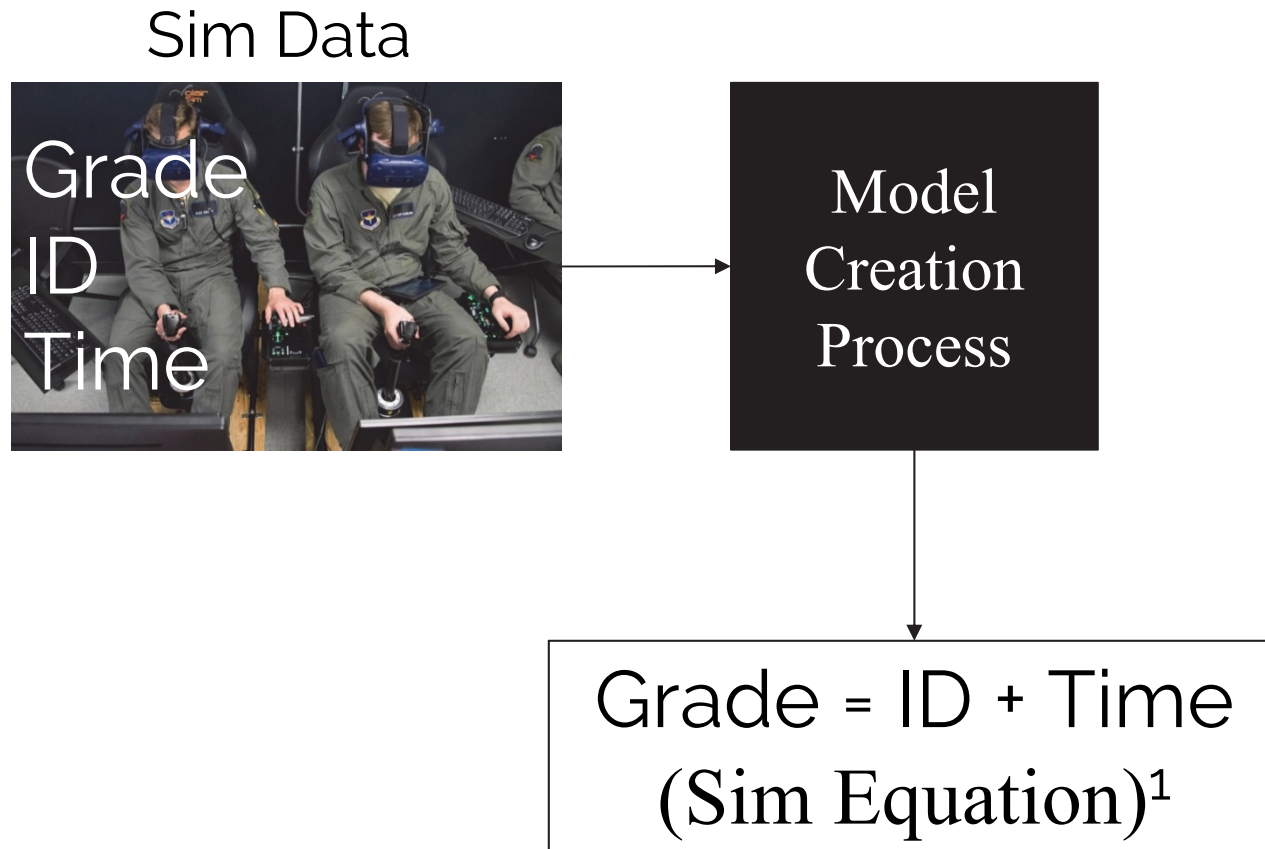 Sim Data
Grade
ID
Time
Model
Creation
Process
Grade = ID + Time
(Sim Equation)¹